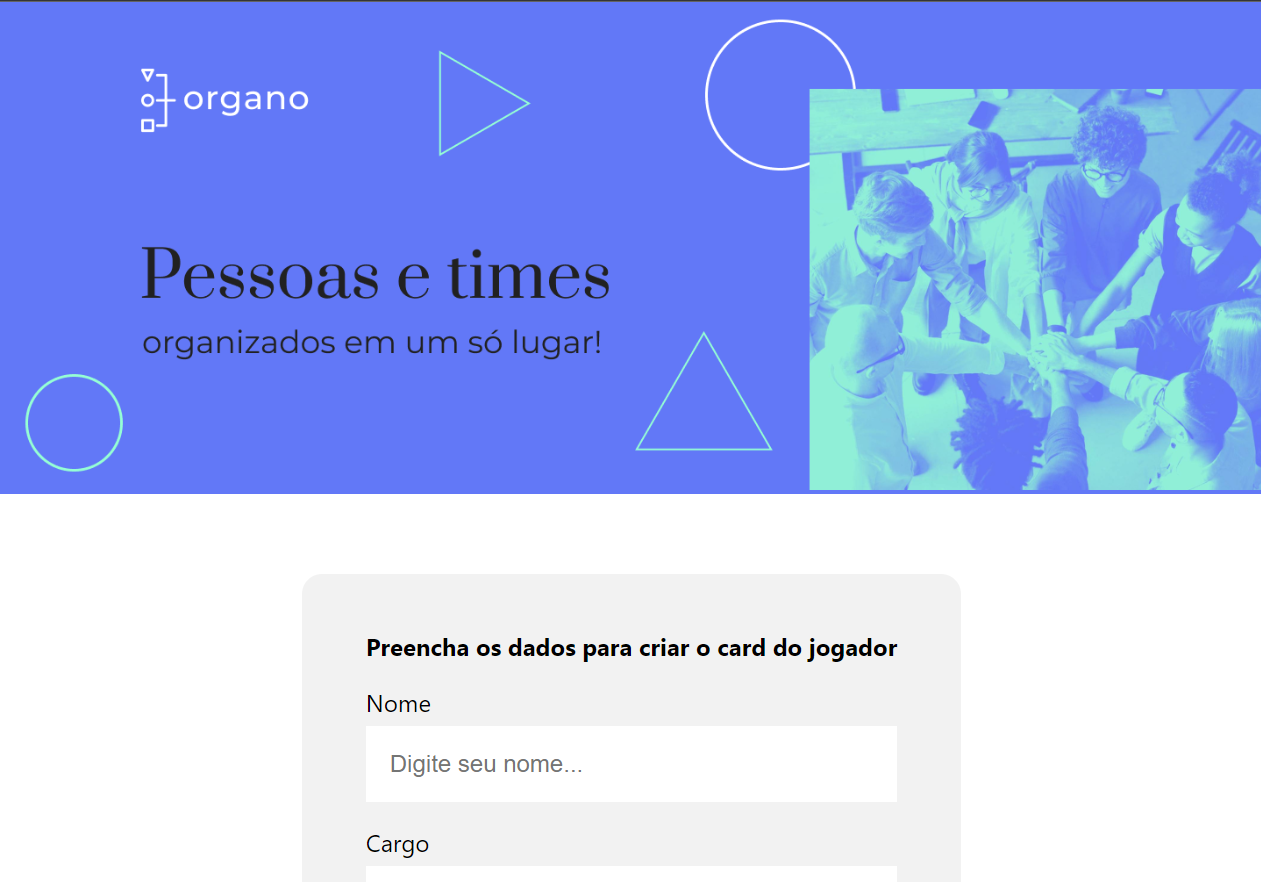 organo
Pessoas e times
organizados em um só lugar!
Preencha os dados para criar o card do jogador
Nome
Digite seu nome...
Cargo